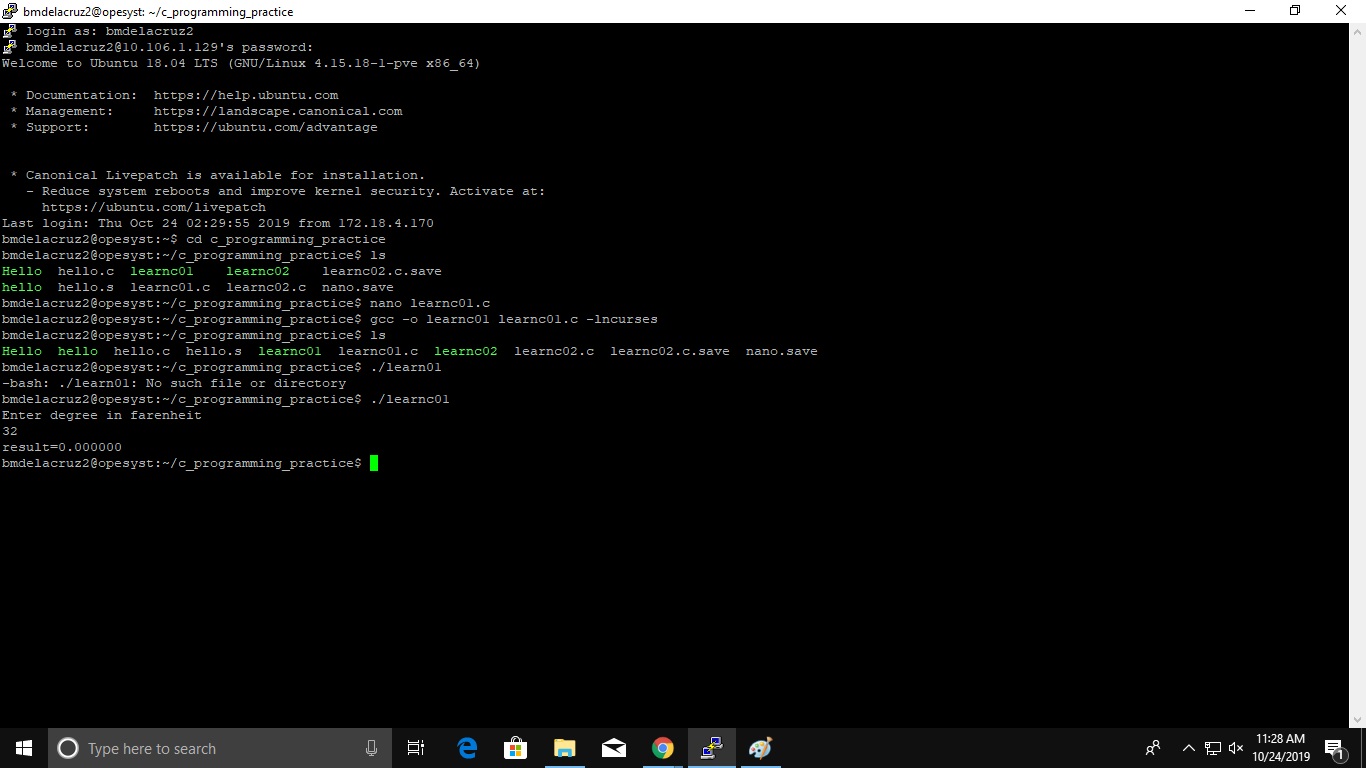 bmdelacruz2@opesyst: ~/c_programming_practice
login as: bmdelacruz2
bmdelacruz2@10.106.1.129's password:
Welcome to Ubuntu 18.04 LTS (GNU/Linux 4.15.18-1-pve x86_64)
* Documentation:  https://help.ubuntu.com
* Management:     https://landscape.canonical.com
* Support:        https://ubuntu.com/advantage
* Canonical Livepatch is available for installation.
- Reduce system reboots and improve kernel security. Activate at:
https://ubuntu.com/livepatch
Last login: Thu Oct 24 02:29:55 2019 from 172.18.4.170
bmdelacruz2@opesyst:~$ cd c_programming_practice
bmdelacruz2@opesyst:~/c_programming_practice$ ls
Hello  hello.c  learnc01    learnc02    learnc02.c.save
hello  hello.s  learnc01.c  learnc02.c  nano.save
bmdelacruz2@opesyst:~/c_programming_practice$ nano learnc01.c
bmdelacruz2@opesyst:~/c_programming_practice$ gcc -o learnc01 learnc01.c -lncurses
bmdelacruz2@opesyst:~/c_programming_practice$ ls
Hello  hello  hello.c  hello.s  learnc01  learnc01.c  learnc02  learnc02.c  learnc02.c.save  nano.save
bmdelacruz2@opesyst:~/c_programming_practice$ ./learn01
-bash: ./learn01: No such file or directory
bmdelacruz2@opesyst:~/c_programming_practice$ ./learnc01
Enter degree in farenheit
32
result=0.000000
bmdelacruz2@opesyst:~/c_programming_practice$
Type here to search
11:28 AM
10/24/2019
1